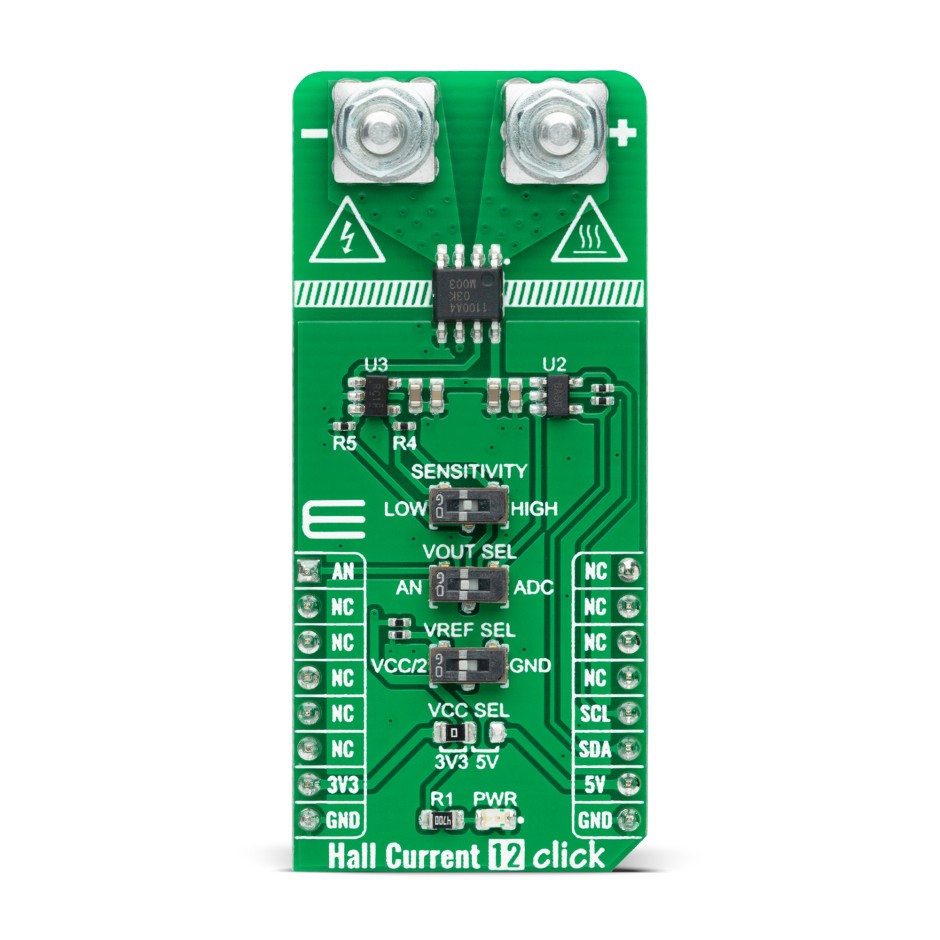 − +
1100A4
03K
M003
U3 U2
R5 R4
SENSITIVITY
LOW HIGH
VOUT SEL
AN ADC
VREF SEL
VCC/2 GND
VCC SEL
0
3V3 5V
R1 PWR
AN NC
NC NC
NC NC
NC NC
NC SCL
NC SDA
3V3 5V
GND GND
Hall Current 12 click